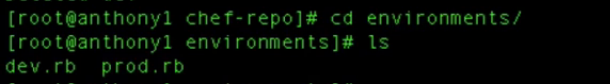 [root@anthony1 chef-repo]# cd environments/
[root@anthony1 environments]# ls
dev.rb  prod.rb